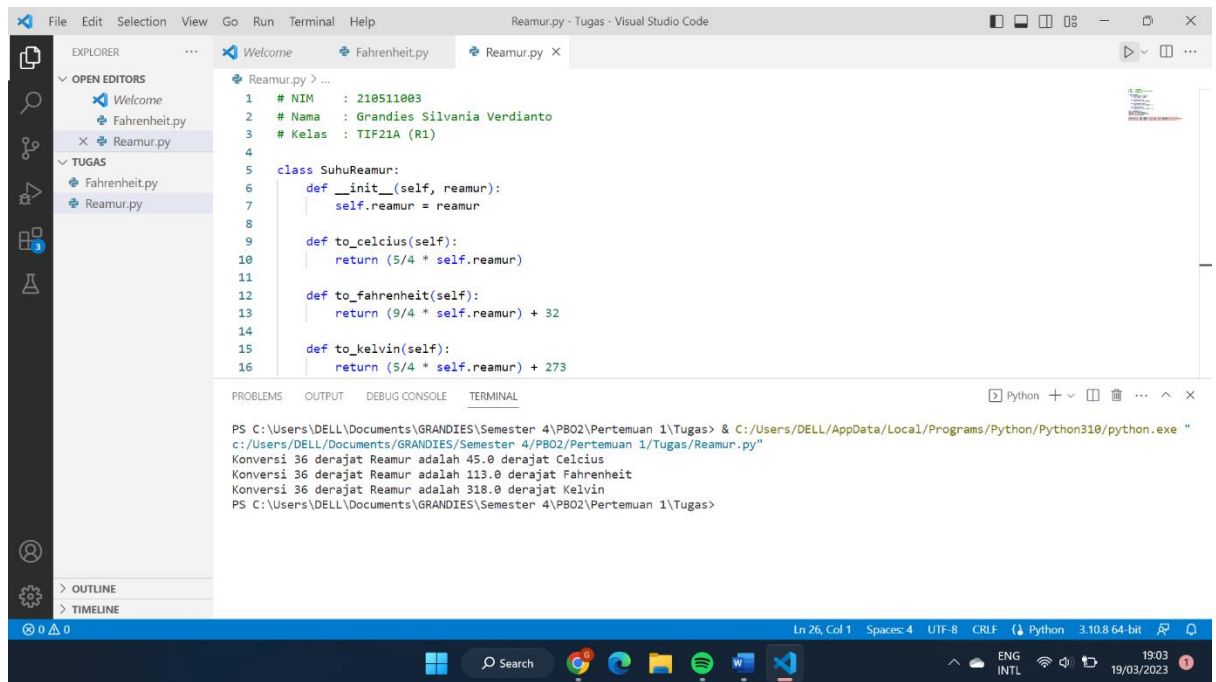 File Edit Selection View Go Run Terminal Help Reamur.py - Tugas - Visual Studio Code
EXPLORER
OPEN EDITORS
Welcome
Fahrenheit.py
Reamur.py
TUGAS
Fahrenheit.py
Reamur.py
OUTLINE
TIMELINE
Welcome Fahrenheit.py Reamur.py
Reamur.py > ...
1 # NIM : 210511003
2 # Nama : Grandies Silvania Verdianto
3 # Kelas : TIF21A (R1)
4
5 class SuhuReamur:
6 def __init__(self, reamur):
7 self.reamur = reamur
8
9 def to_celcius(self):
10 return (5/4 * self.reamur)
11
12 def to_fahrenheit(self):
13 return (9/4 * self.reamur) + 32
14
15 def to_kelvin(self):
16 return (5/4 * self.reamur) + 273
PROBLEMS OUTPUT DEBUG CONSOLE TERMINAL Python
PS C:\Users\DELL\Documents\GRANDIES\Semester 4\PBO2\Pertemuan 1\Tugas> & C:/Users/DELL/AppData/Local/Programs/Python/Python310/python.exe "
c:/Users/DELL/Documents/GRANDIES/Semester 4/PBO2/Pertemuan 1/Tugas/Reamur.py"
Konversi 36 derajat Reamur adalah 45.0 derajat Celcius
Konversi 36 derajat Reamur adalah 113.0 derajat Fahrenheit
Konversi 36 derajat Reamur adalah 318.0 derajat Kelvin
PS C:\Users\DELL\Documents\GRANDIES\Semester 4\PBO2\Pertemuan 1\Tugas>
3
0 0 Ln 26, Col 1 Spaces: 4 UTF-8 CRLF Python 3.10.8 64-bit
Search
ENG
INTL
19:03
19/03/2023
1